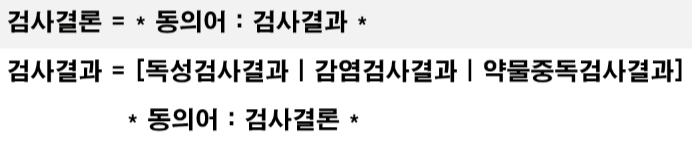 검사결론 = * 동의어 : 검사결과 *
검사결과 = [독성검사결과 | 감염검사결과 | 약물중독검사결과]
* 동의어 : 검사결론 *